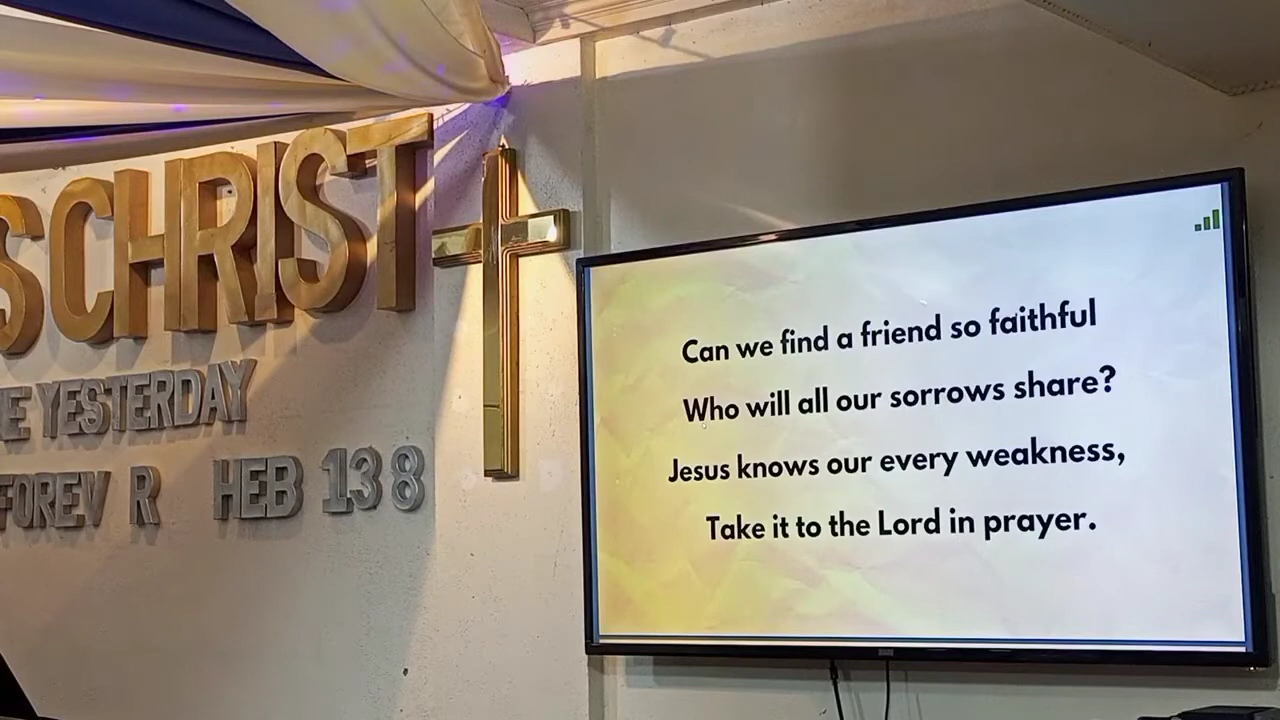 SCHRIST
E YESTERDAY
FOREV R HEB 13 8
Can we find a friend so faithful
Who will all our sorrows share?
Jesus knows our every weakness,
Take it to the Lord in prayer.